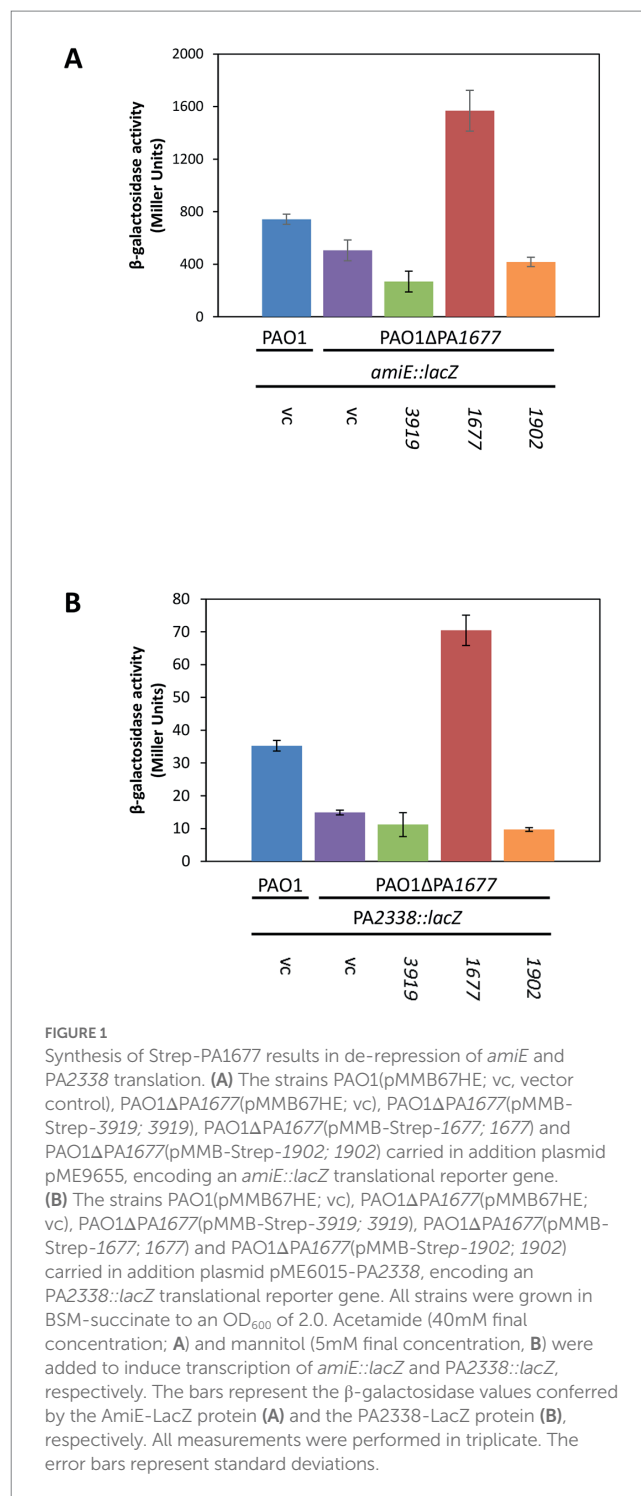 A
β-galactosidase activity
(Miller Units)
2000
1600
1200
800
400
0
PAO1
PAO1ΔPA1677
amiE::lacZ
vc
vc
3919
1677
1902
B
β-galactosidase activity
(Miller Units)
80
70
60
50
40
30
20
10
0
PAO1
PAO1ΔPA1677
PA2338::lacZ
vc
vc
3919
1677
1902
FIGURE 1
Synthesis of Strep-PA1677 results in de-repression of amiE and
PA2338 translation. (A) The strains PAO1(pMMB67HE; vc, vector
control), PAO1ΔPA1677(pMMB67HE; vc), PAO1ΔPA1677(pMMB-
Strep-3919; 3919), PAO1ΔPA1677(pMMB-Strep-1677; 1677) and
PAO1ΔPA1677(pMMB-Strep-1902; 1902) carried in addition plasmid
pME9655, encoding an amiE::lacZ translational reporter gene.
(B) The strains PAO1(pMMB67HE; vc), PAO1ΔPA1677(pMMB67HE;
vc), PAO1ΔPA1677(pMMB-Strep-3919; 3919), PAO1ΔPA1677(pMMB-
Strep-1677; 1677) and PAO1ΔPA1677(pMMB-Strep-1902; 1902)
carried in addition plasmid pME6015-PA2338, encoding an
PA2338::lacZ translational reporter gene. All strains were grown in
BSM-succinate to an OD₆₀₀ of 2.0. Acetamide (40mM final
concentration; A) and mannitol (5mM final concentration, B) were
added to induce transcription of amiE::lacZ and PA2338::lacZ,
respectively. The bars represent the β-galactosidase values conferred
by the AmiE-LacZ protein (A) and the PA2338-LacZ protein (B),
respectively. All measurements were performed in triplicate. The
error bars represent standard deviations.